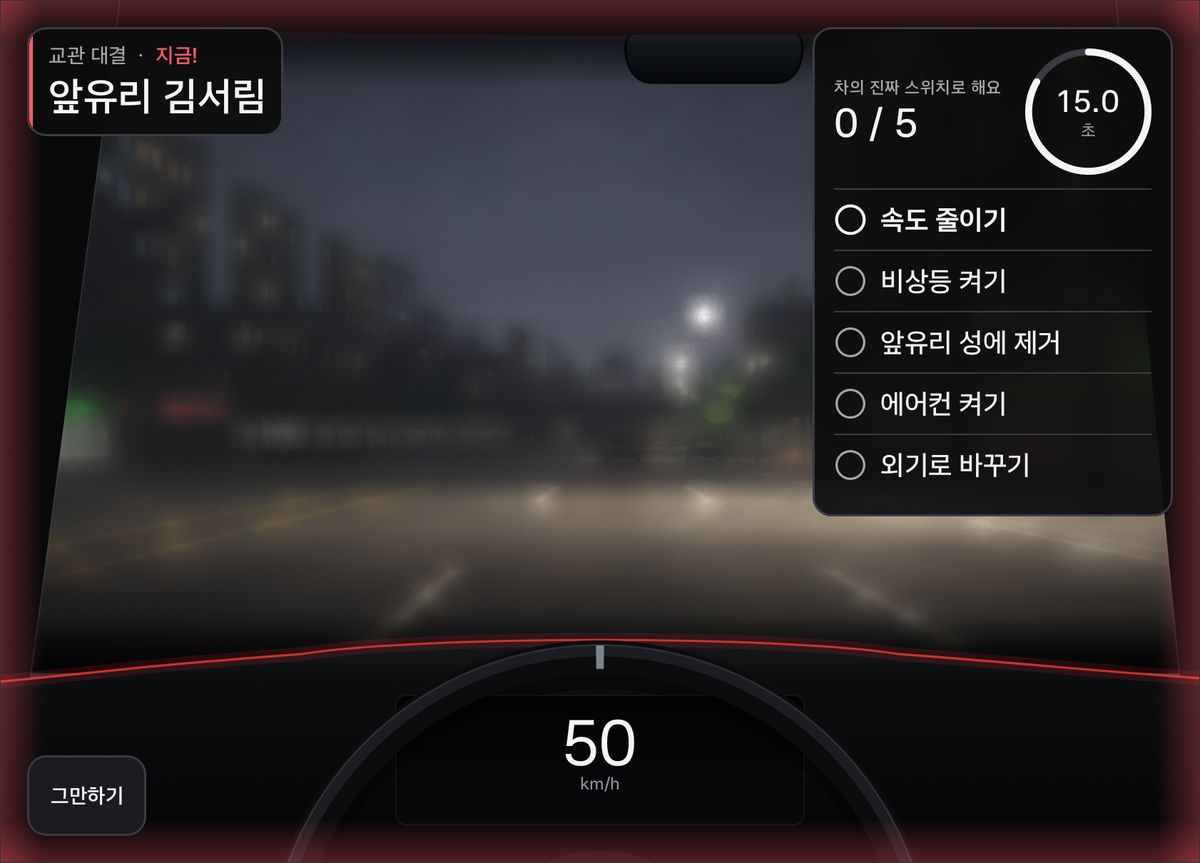 교관 대결 · 지금!
앞유리 김서림
차의 진짜 스위치로 해요
0 / 5
15.0
초
속도 줄이기
비상등 켜기
앞유리 성에 제거
에어컨 켜기
외기로 바꾸기
50
km/h
그만하기